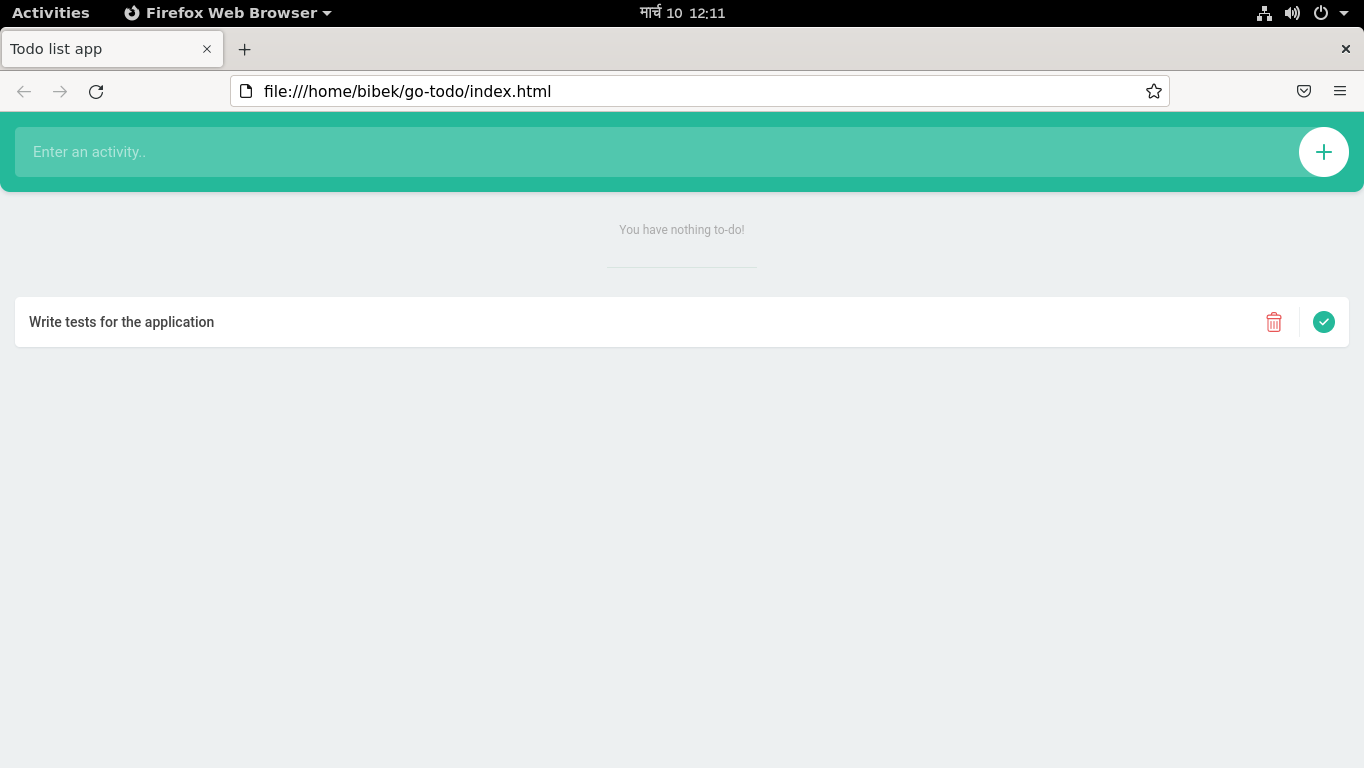 Activities Firefox Web Browser मार्च 10 12:11
Todo list app
file:///home/bibek/go-todo/index.html
Enter an activity..
You have nothing to-do!
Write tests for the application